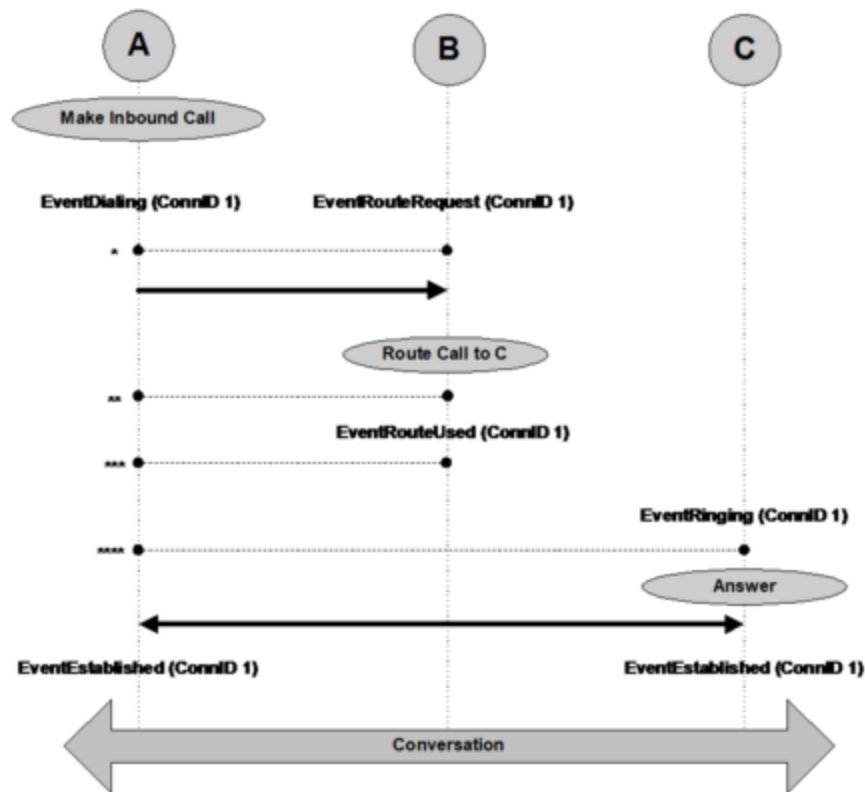 A B C
Make Inbound Call
EventDialing (ConnID 1) EventRouteRequest (ConnID 1)
*
Route Call to C
**
EventRouteUsed (ConnID 1)
***
EventRinging (ConnID 1)
****
Answer
EventEstablished (ConnID 1) EventEstablished (ConnID 1)
Conversation